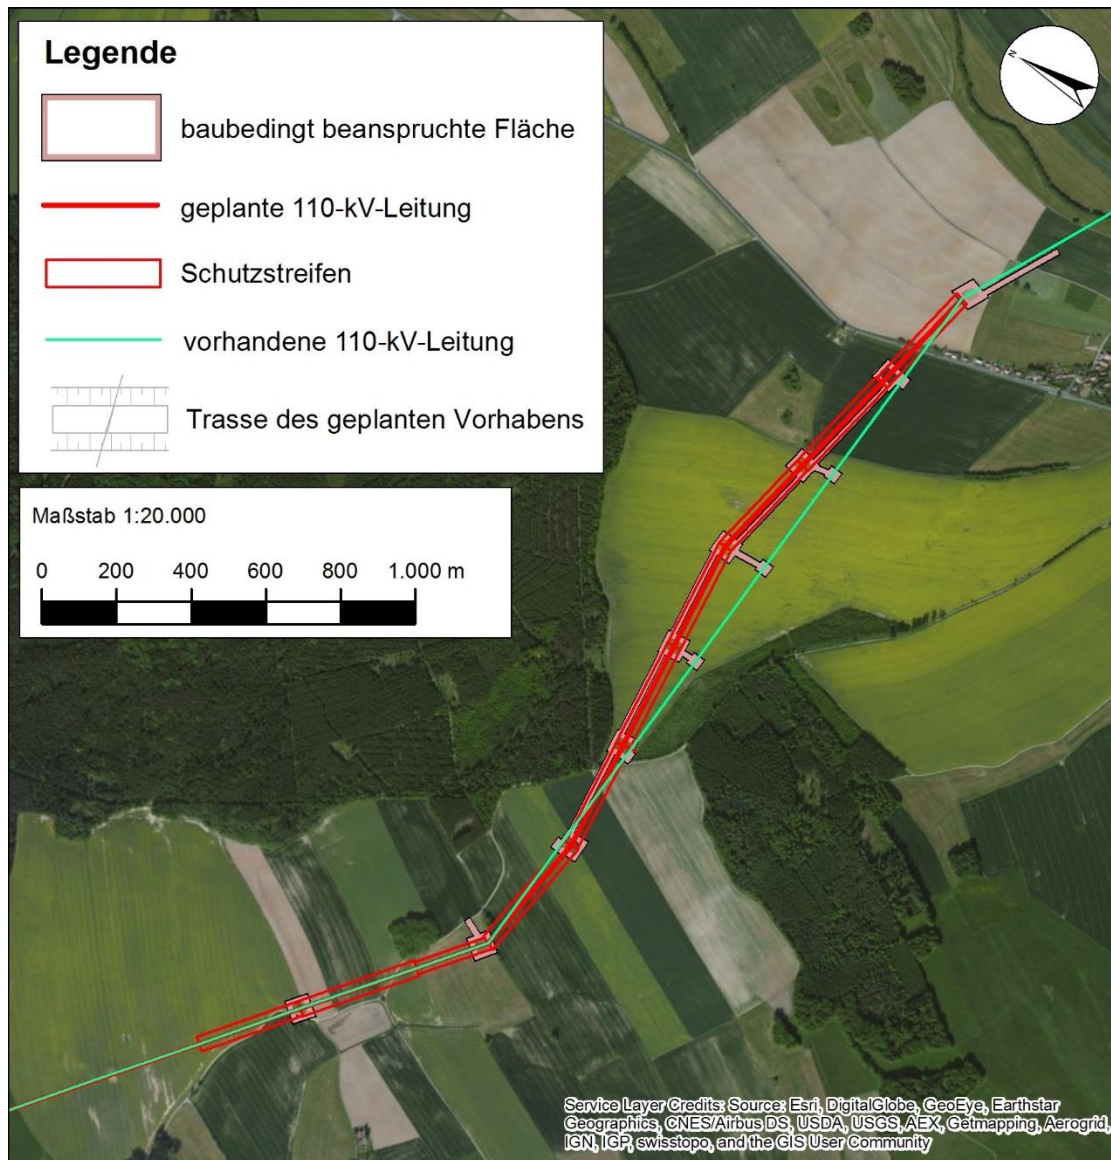 Legende
baubedingt beanspruchte Fläche
geplante 110-kV-Leitung
Schutzstreifen
vorhandene 110-kV-Leitung
Trasse des geplanten Vorhabens
N
Maßstab 1:20.000
0 200 400 600 800 1.000 m
Service Layer Credits: Source: Esri, DigitalGlobe, GeoEye, Earthstar
Geographics, CNES/Airbus DS, USDA, USGS, AEX, Getmapping, Aerogrid,
IGN, IGP, swisstopo, and the GIS User Community